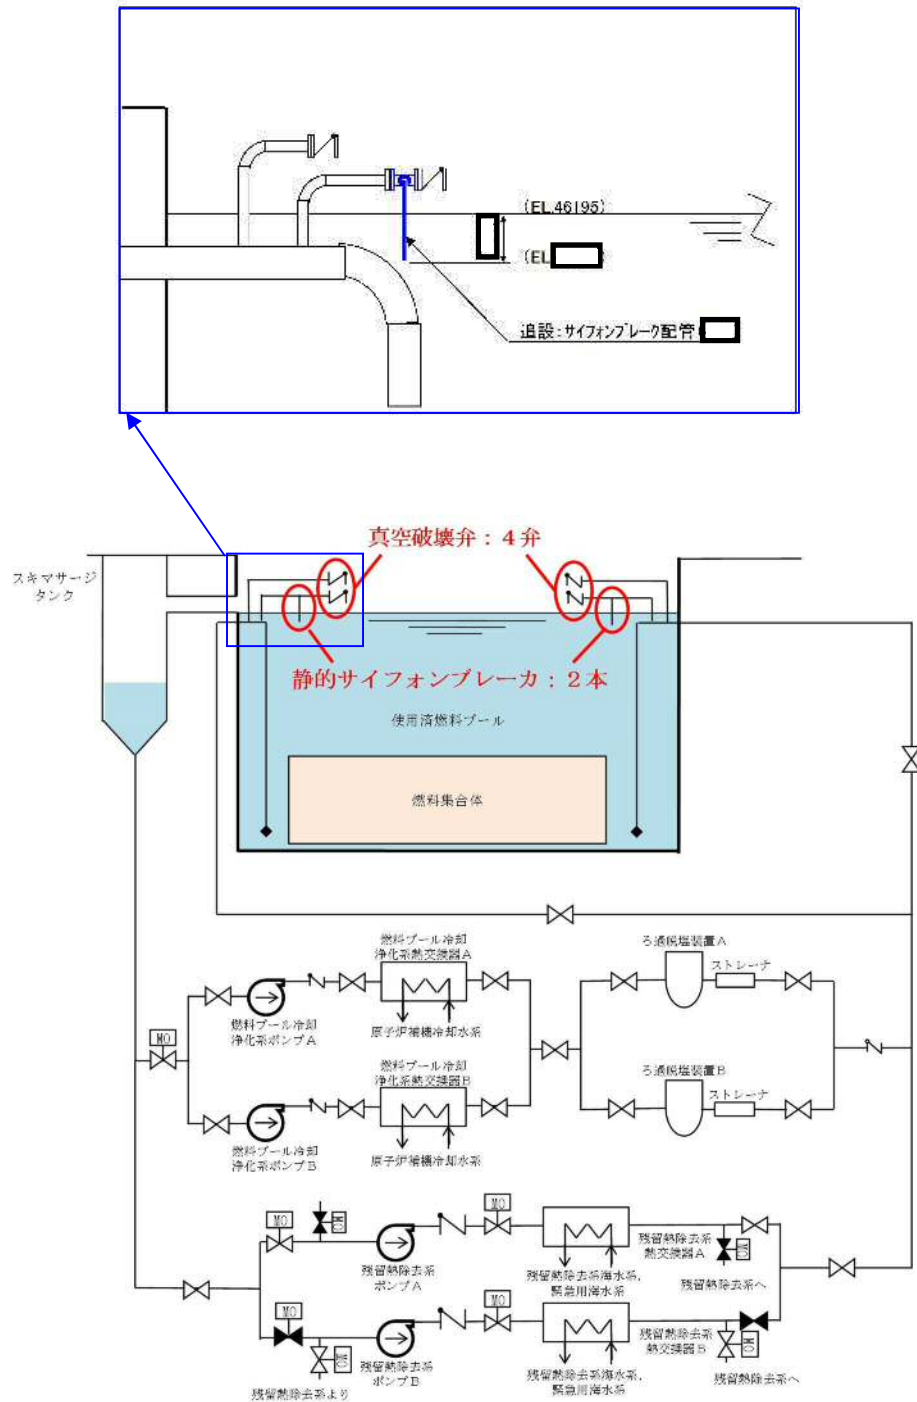 (EL.46195)
(EL      )
追設:サイフォンブレーク配管(
真空破壊弁：4弁
スキマサージ
タンク
静的サイフォンブレーカ：2本
使用済燃料プール
燃料集合体
燃料プール冷却
浄化系熱交換器A
ろ過脱塩装置A
ストレーナ
燃料プール冷却
浄化系ポンプA
原子炉補機冷却水系
MO
燃料プール冷却
浄化系熱交換器B
ろ過脱塩装置B
ストレーナ
燃料プール冷却
浄化系ポンプB
原子炉補機冷却水系
MO
MO
MO
残留熱除去系
ポンプA
残留熱除去系海水系,
緊急用海水系
残留熱除去系
熱交換器A
MO
残留熱除去系へ
MO
MO
MO
残留熱除去系より
残留熱除去系
ポンプB
残留熱除去系海水系,
緊急用海水系
残留熱除去系
熱交換器B
MO
残留熱除去系へ